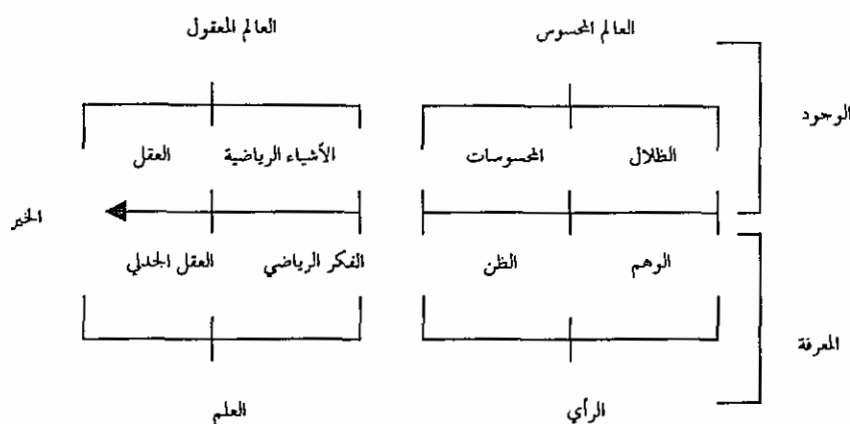 العالم المحسوس
العالم المعقول
الوجود
الظلال
المحسوسات
الأشياء الرياضية
العقل
الخير
الوهم
الظن
الفكر الرياضي
العقل الجدلي
المعرفة
الرأي
العلم